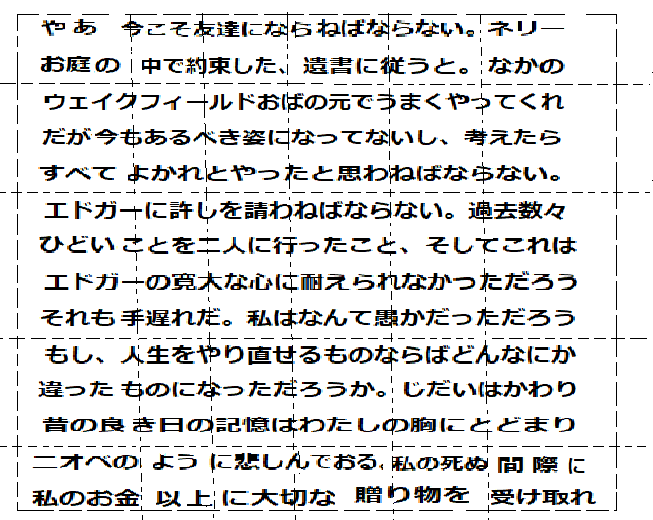 やあ 今こそ友達にならねばならない。ネリー
お庭の 中で約束した、遺書に従うと。なかの
ウェイクフィールドおばの元でうまくやってくれ
だが今もあるべき姿になってないし、考えたら
すべて よかれとやったと思わねばならない。
エドガーに許しを請わねばならない。過去数々
ひどい ことを二人に行ったこと、そしてこれは
エドガーの寛大な心に耐えられなかっただろう
それも手遅れだ。私はなんて愚かだっただろう
もし、人生をやり直せるものならばどんなにか
違った ものになっただろうか。じだいはかわり
昔の良き日の記憶はわたしの胸にとどまり
ニオベの ように悲しんでおる、私の死ぬ間際に
私のお金以上に大切な 贈り物を 受け取れ